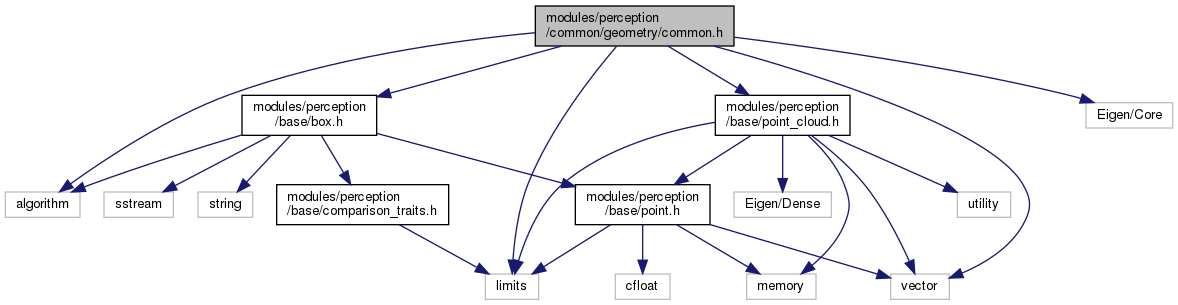 modules/perception
/common/geometry/common.h
modules/perception
/base/box.h
modules/perception
/base/point_cloud.h
Eigen/Core
algorithm
sstream
string
modules/perception
/base/comparison_traits.h
modules/perception
/base/point.h
Eigen/Dense
utility
limits
cfloat
memory
vector